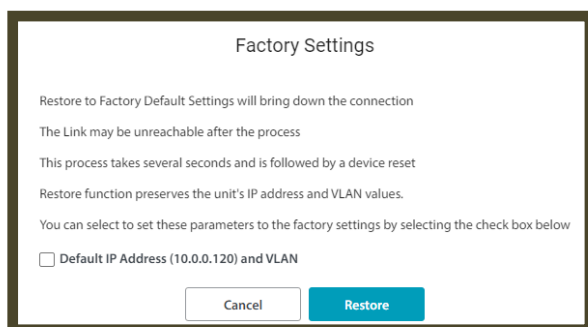 Factory Settings
Restore to Factory Default Settings will bring down the connection
The Link may be unreachable after the process
This process takes several seconds and is followed by a device reset
Restore function preserves the unit's IP address and VLAN values.
You can select to set these parameters to the factory settings by selecting the check box below
Default IP Address (10.0.0.120) and VLAN
Cancel Restore